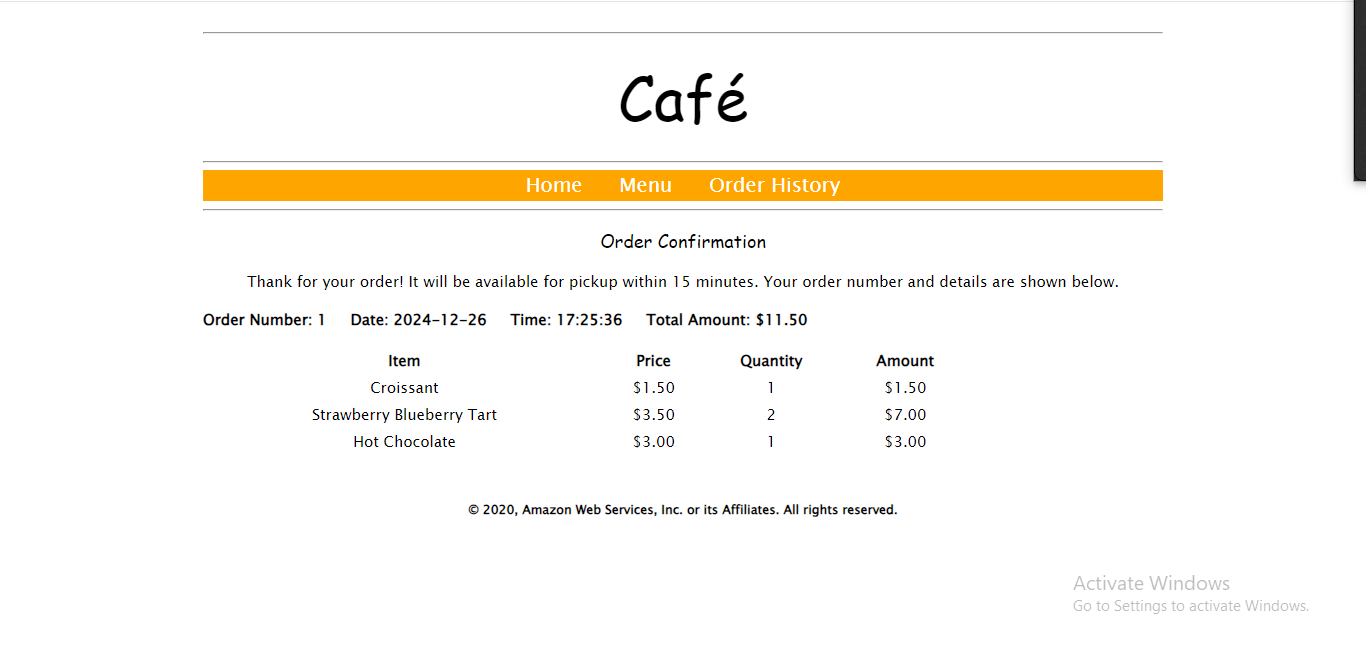 Café
Home Menu Order History
Order Confirmation
Thank for your order! It will be available for pickup within 15 minutes. Your order number and details are shown below.
Order Number: 1 Date: 2024-12-26 Time: 17:25:36 Total Amount: $11.50
Item Price Quantity Amount
Croissant $1.50 1 $1.50
Strawberry Blueberry Tart $3.50 2 $7.00
Hot Chocolate $3.00 1 $3.00
© 2020, Amazon Web Services, Inc. or its Affiliates. All rights reserved.
Activate Windows
Go to Settings to activate Windows.